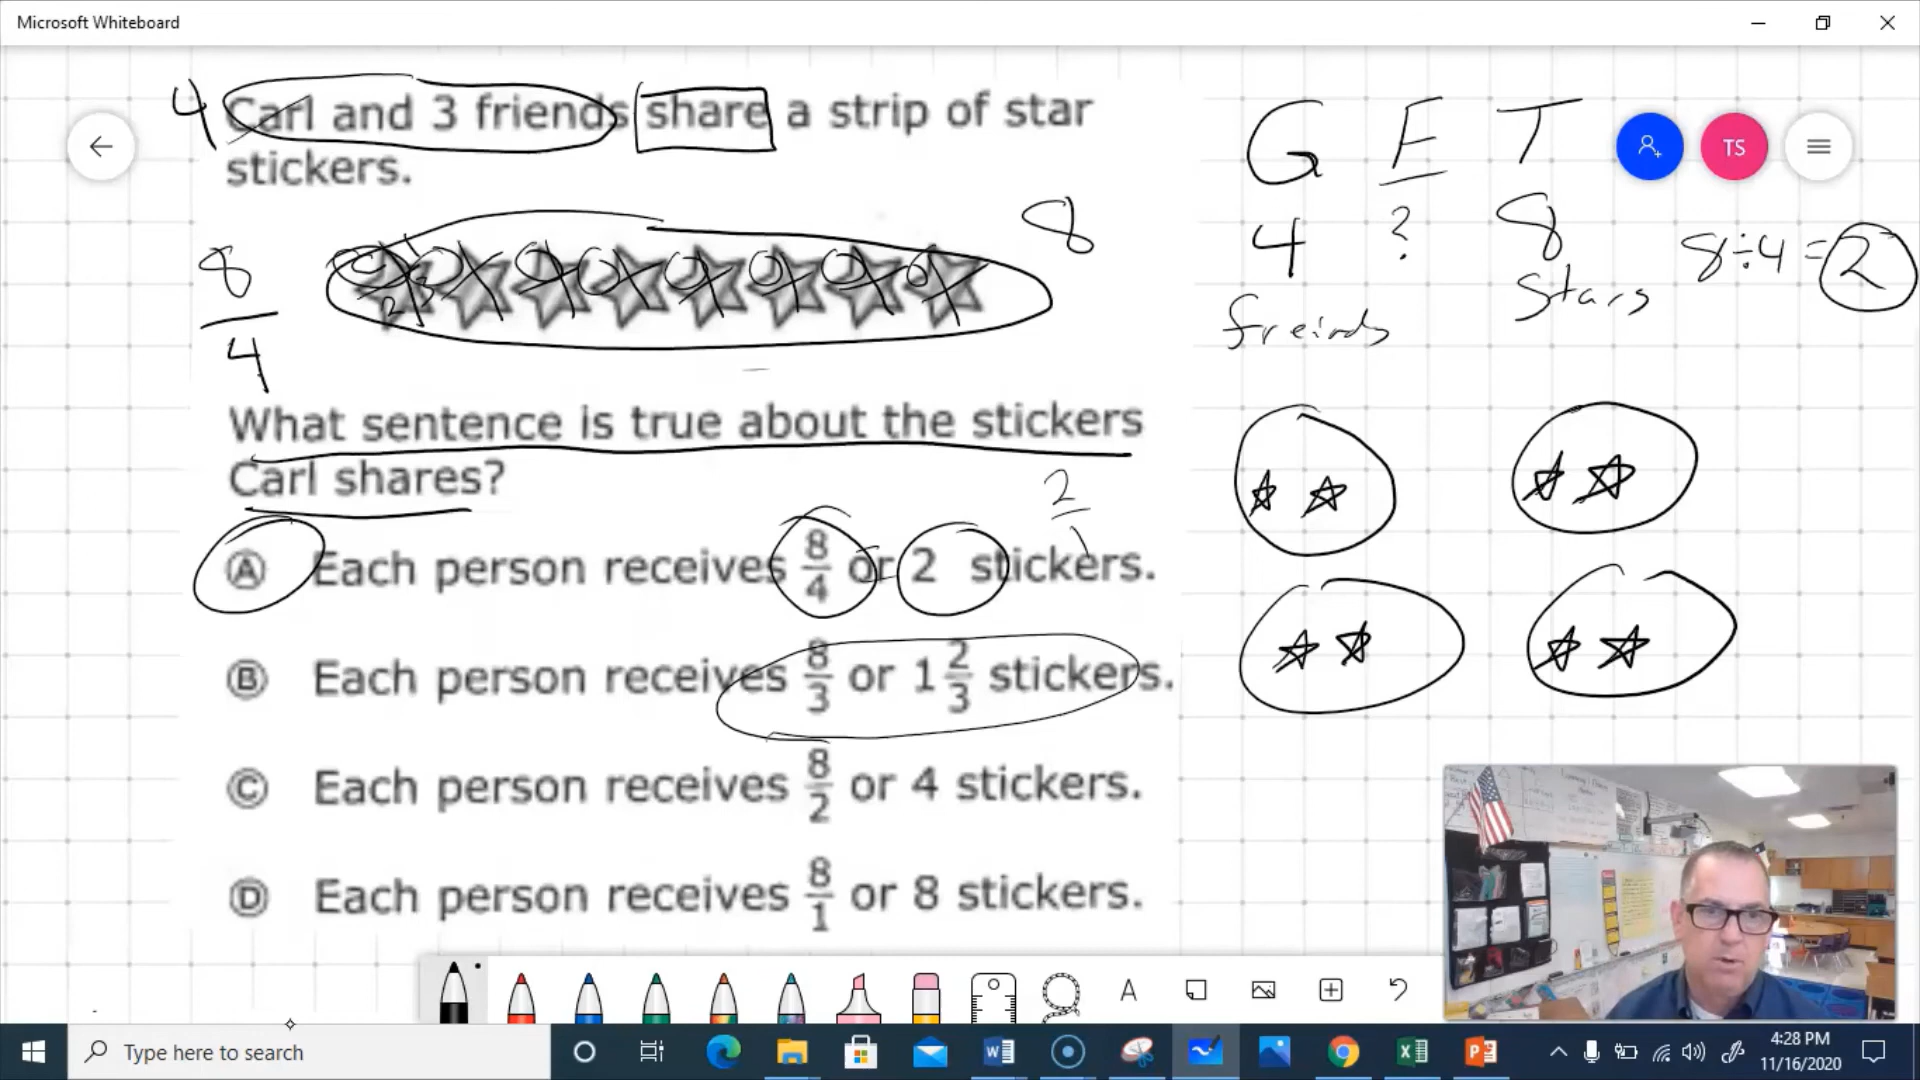 Microsoft Whiteboard
4 Carl and 3 friends share a strip of star
stickers.
8
8
4
1
2 3
What sentence is true about the stickers
Carl shares?
2
1
A Each person receives 8/4 or 2 stickers.
B Each person receives 8/3 or 1 2/3 stickers.
C Each person receives 8/2 or 4 stickers.
D Each person receives 8/1 or 8 stickers.
G E T
4 ? 8
freinds Stars
8÷4=2
TS
A
Type here to search
4:28 PM
11/16/2020